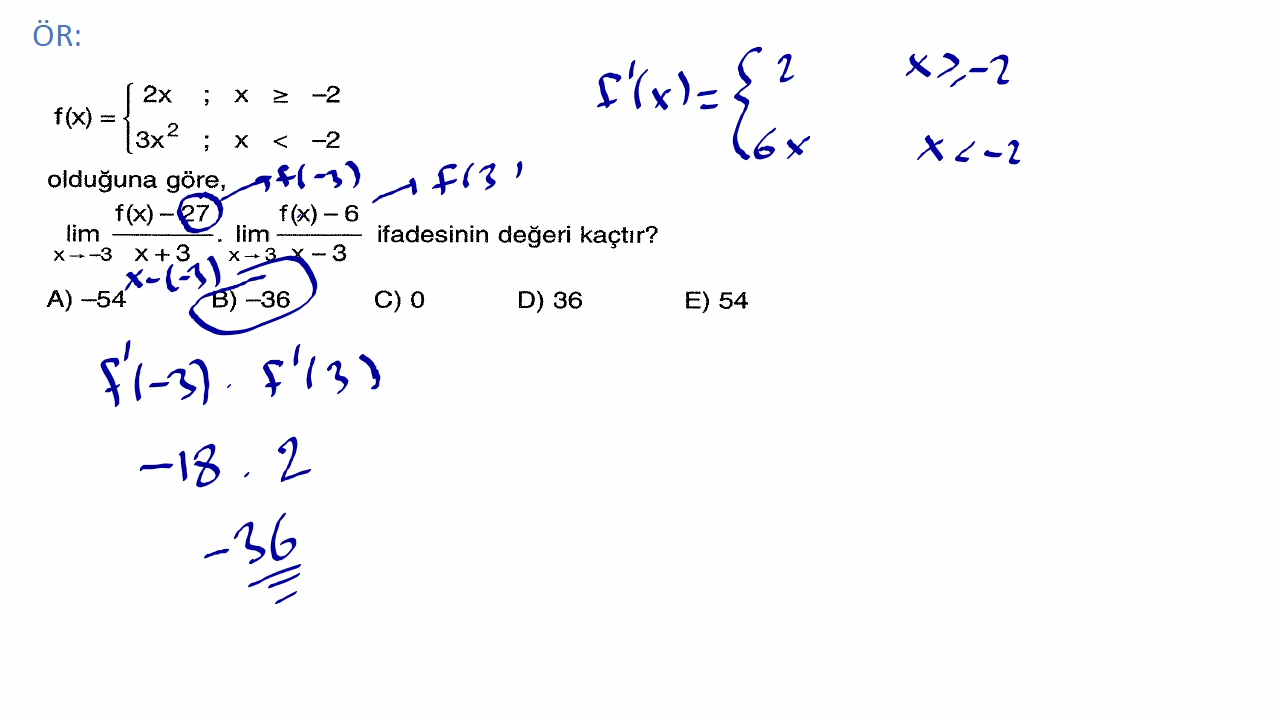 ÖR:
f(x) = { 2x ; x ≥ −2
3x² ; x < −2
f'(x) = { 2 x ≥ −2
6x x < −2
olduğuna göre, → f(−3) → f(3)
lim x→−3 f(x) − 27 / x + 3 . lim x→3 f(x) − 6 / x − 3 ifadesinin değeri kaçtır?
x − (−3)
A) −54 B) −36 C) 0 D) 36 E) 54
f'(−3) . f'(3)
−18 . 2
−36